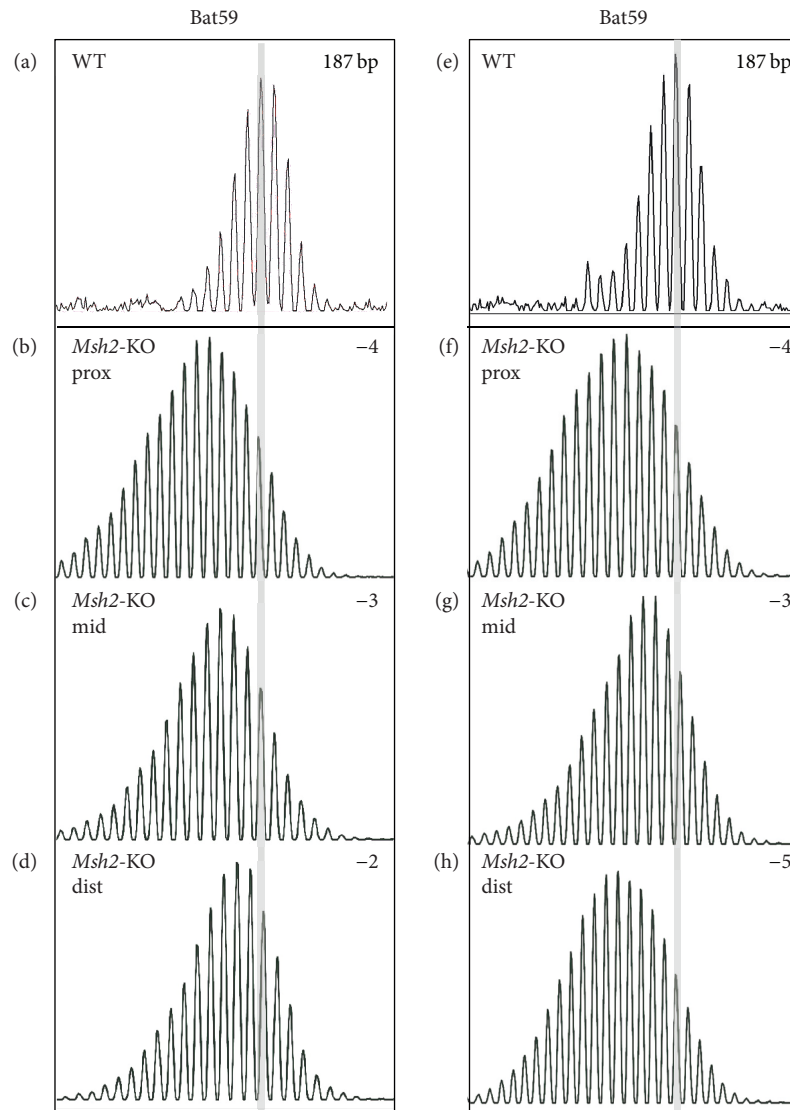 Bat59
(a) WT 187 bp
(b) Msh2-KO −4
prox
(c) Msh2-KO −3
mid
(d) Msh2-KO −2
dist
Bat59
(e) WT 187 bp
(f) Msh2-KO −4
prox
(g) Msh2-KO −3
mid
(h) Msh2-KO −5
dist